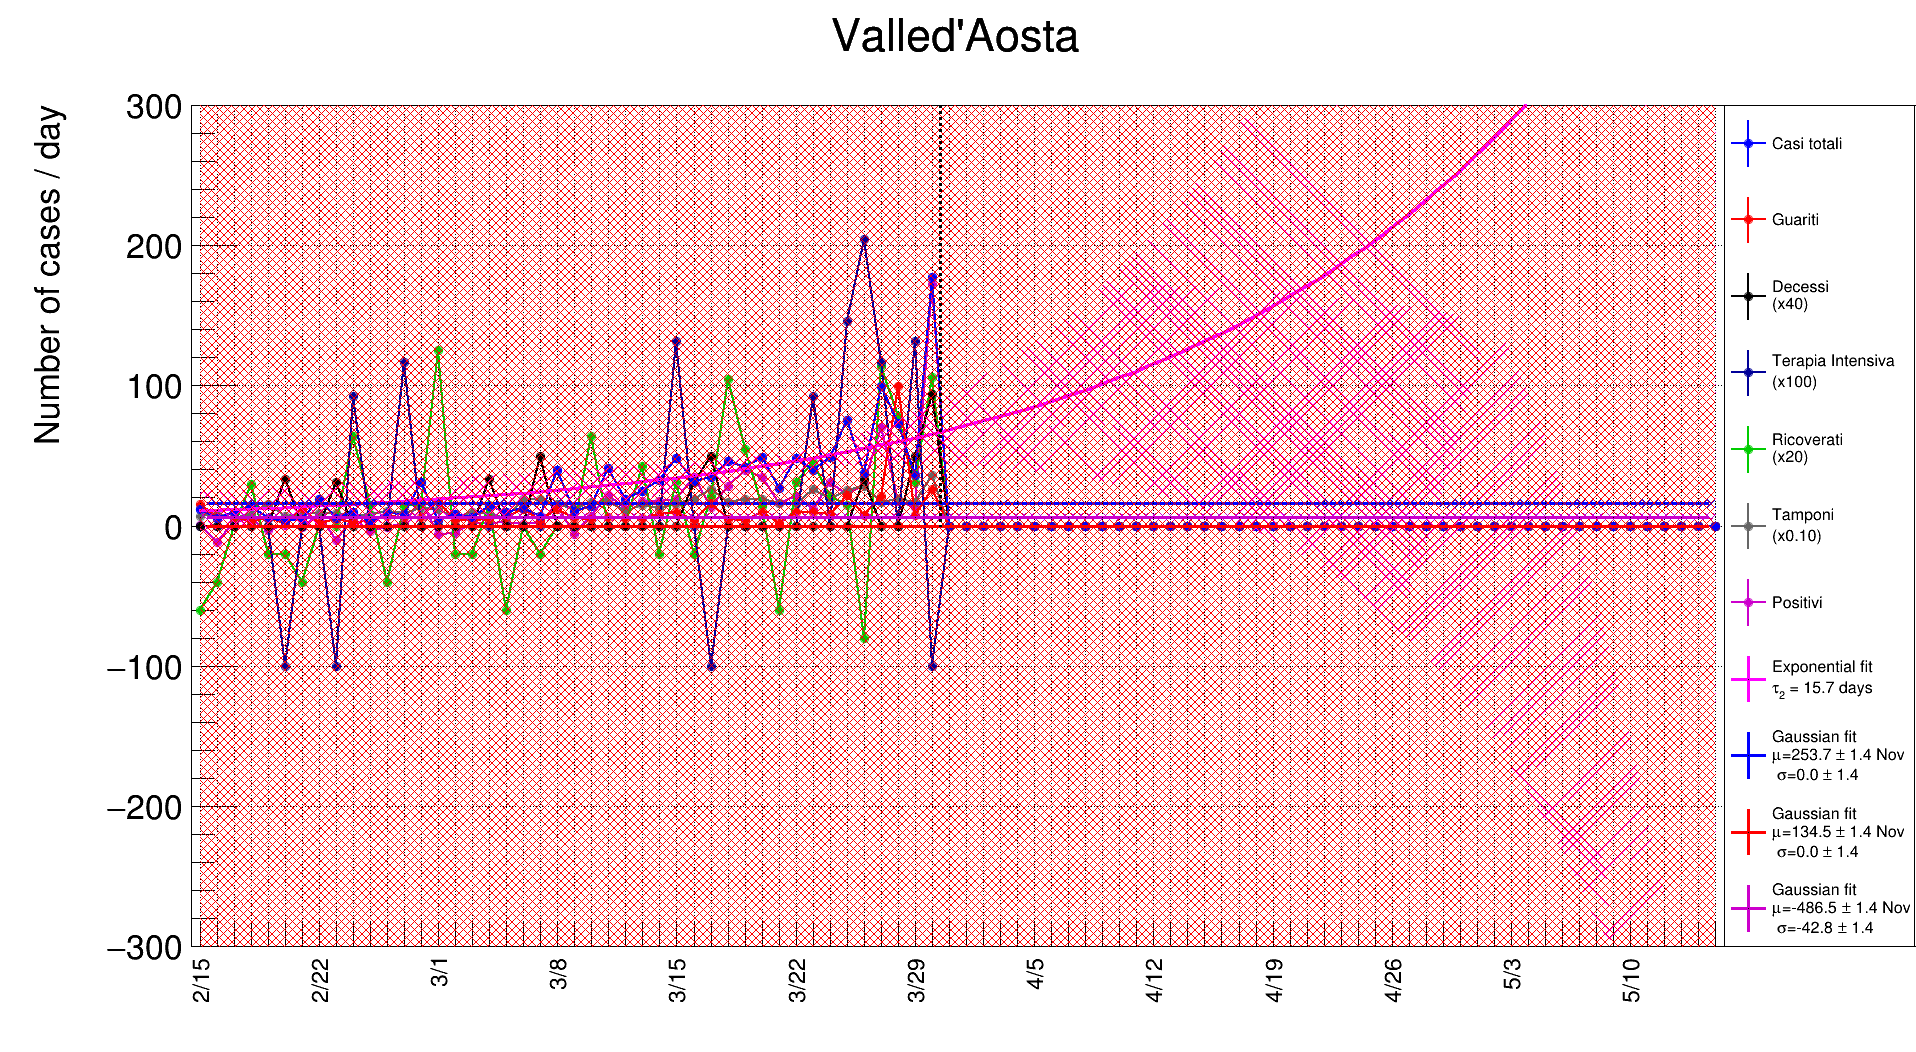 Valled'Aosta
Number of cases / day
300
200
100
0
−100
−200
−300
2/15
2/22
3/1
3/8
3/15
3/22
3/29
4/5
4/12
4/19
4/26
5/3
5/10
Casi totali
Guariti
Decessi
(x40)
Terapia Intensiva
(x100)
Ricoverati
(x20)
Tamponi
(x0.10)
Positivi
Exponential fit
τ2 = 15.7 days
Gaussian fit
μ=253.7 ± 1.4 Nov
σ=0.0 ± 1.4
Gaussian fit
μ=134.5 ± 1.4 Nov
σ=0.0 ± 1.4
Gaussian fit
μ=-486.5 ± 1.4 Nov
σ=-42.8 ± 1.4